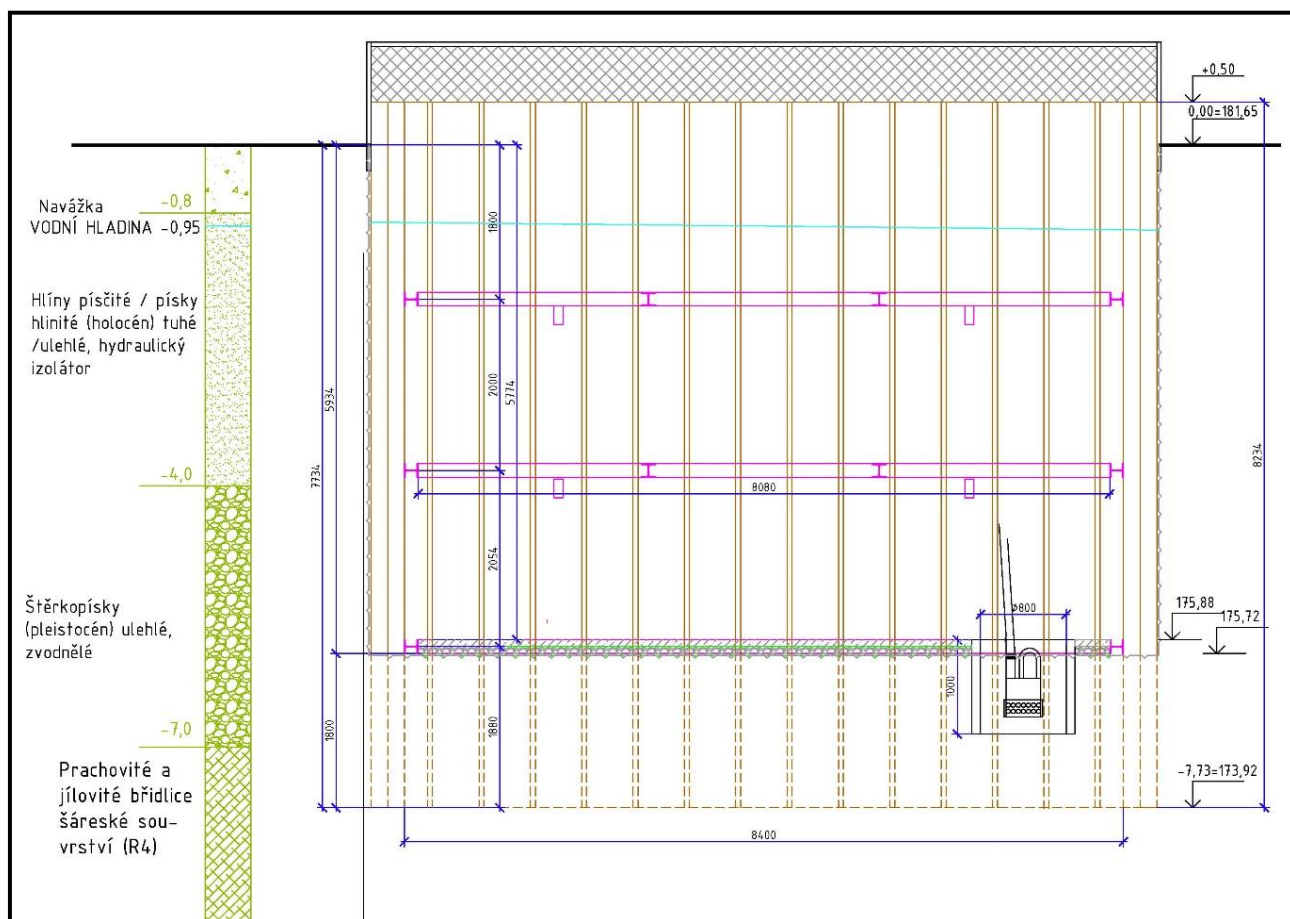 +0,50
0,00=181,65
-0,8
Navážka
VODNÍ HLADINA -0,95
1800
Hlíny písčité / písky
hlinité (holocén) tuhé
/ulehlé, hydraulický
izolátor
5934
2000
5774
7734
8234
-4,0
8080
2054
Štěrkopísky
(pleistocén) ulehlé,
zvodnělé
Ø800
175,88
175,72
1000
1800
1880
-7,0
Prachovité a
jílovité břidlice
šáreské sou-
vrství (R4)
-7,73=173,92
8400